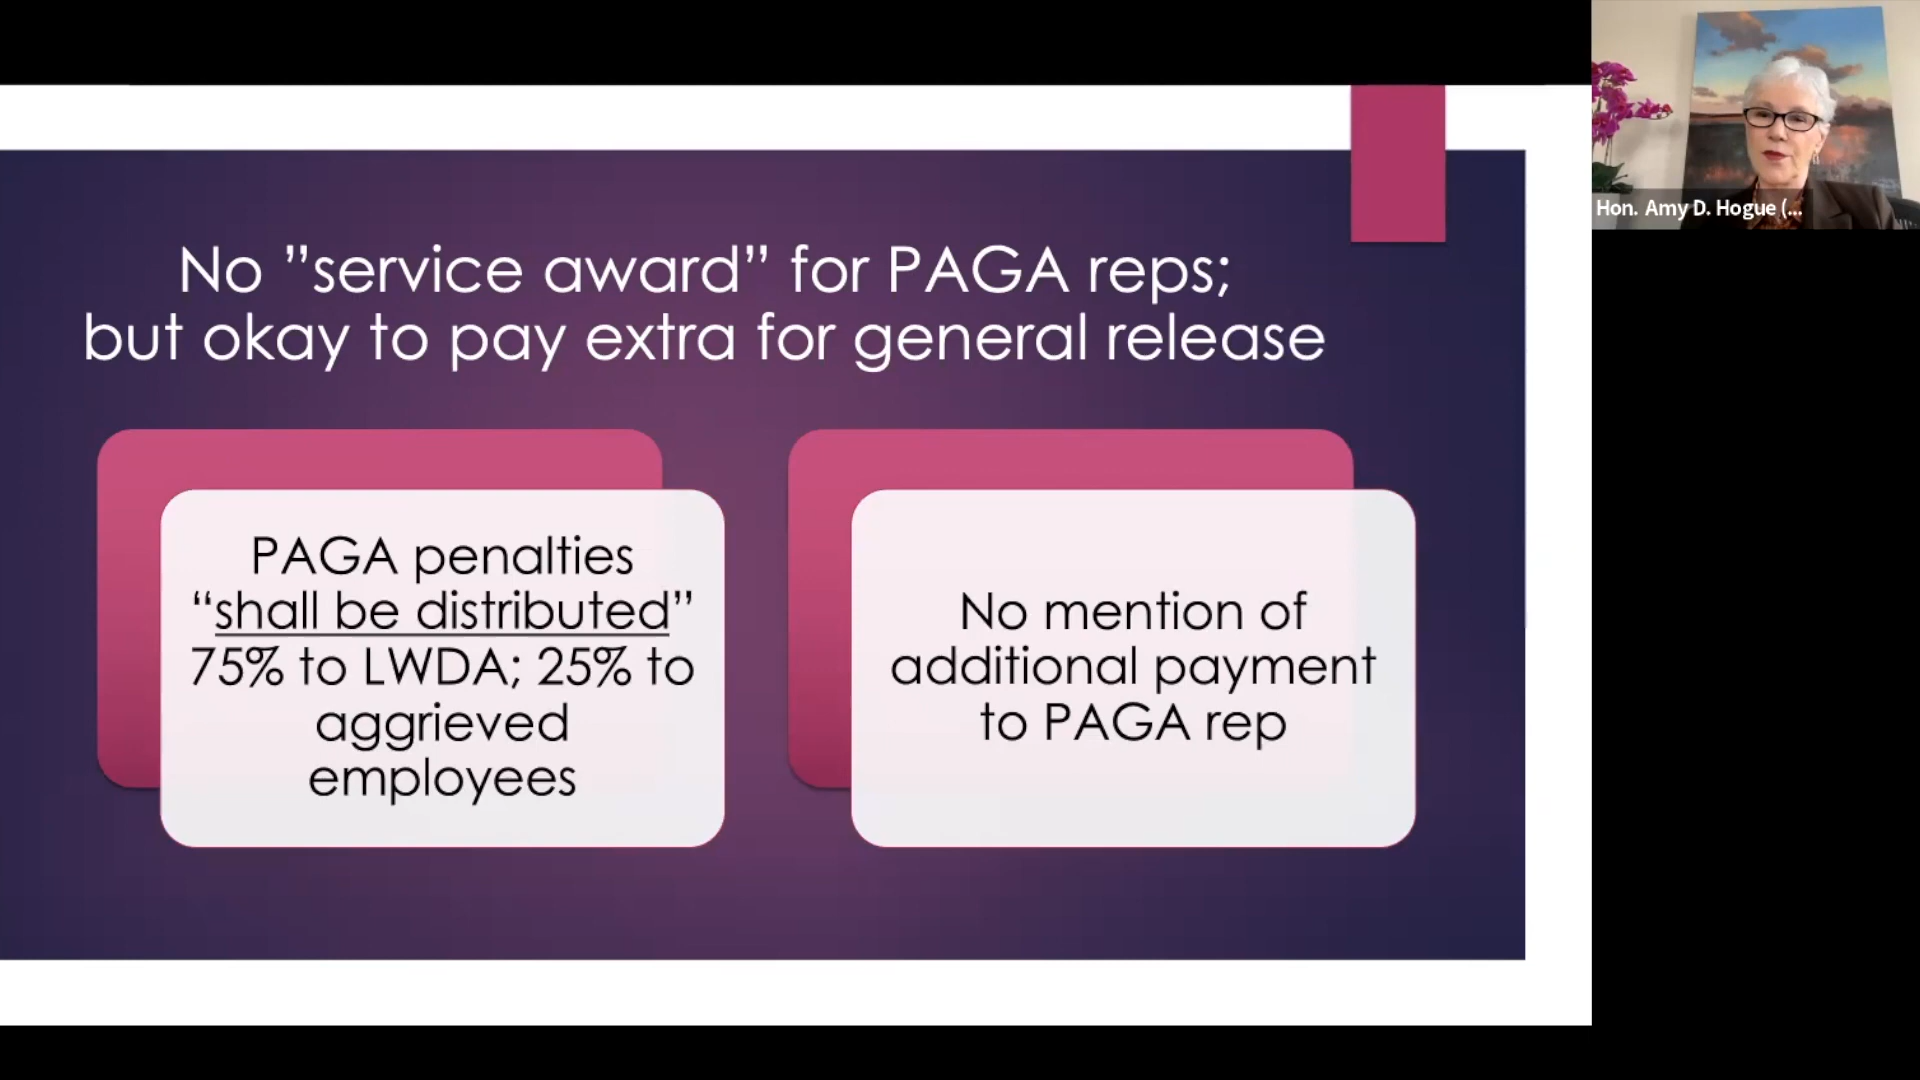 No ”service award” for PAGA reps;
but okay to pay extra for general release
PAGA penalties
“shall be distributed”
75% to LWDA; 25% to
aggrieved
employees
No mention of
additional payment
to PAGA rep
Hon. Amy D. Hogue (...